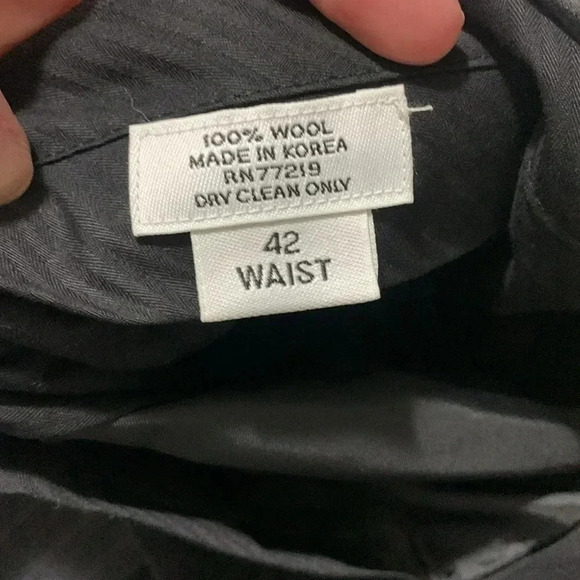 100% WOOL
MADE IN KOREA
RN77219
DRY CLEAN ONLY
42
WAIST